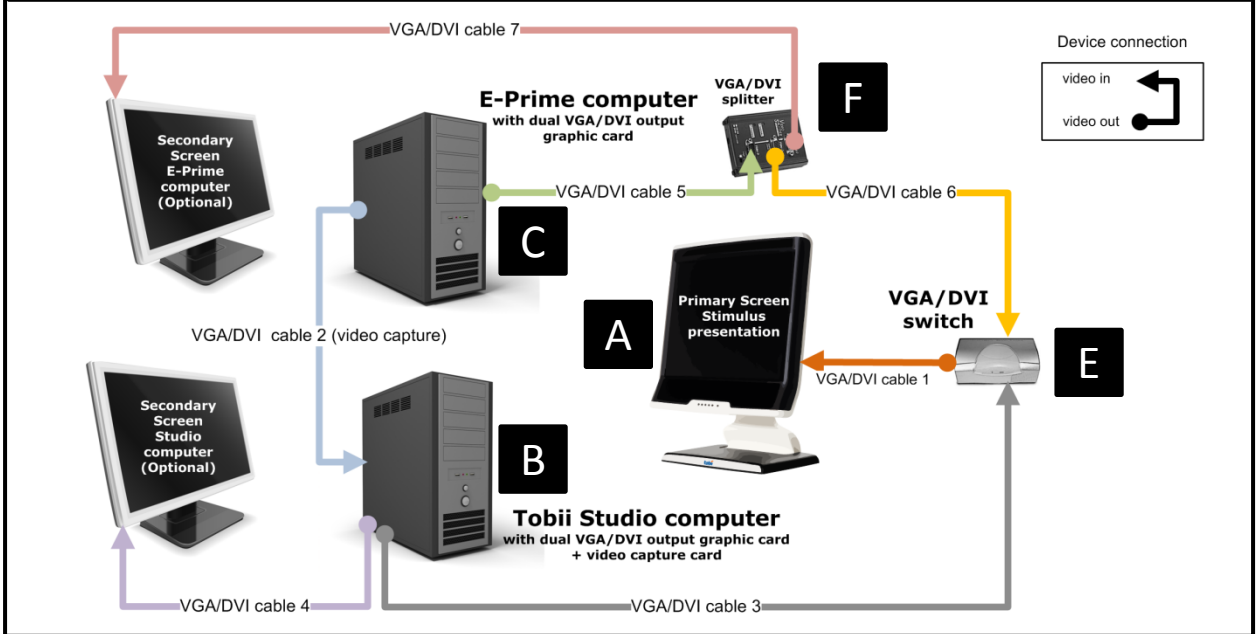 VGA/DVI cable 7
Device connection
video in
video out
VGA/DVI
splitter
F
E-Prime computer
with dual VGA/DVI output
graphic card
Secondary
Screen
E-Prime
computer
(Optional)
VGA/DVI cable 5
VGA/DVI cable 6
C
Primary Screen
Stimulus
presentation
A
VGA/DVI
switch
E
VGA/DVI cable 1
VGA/DVI cable 2 (video capture)
Secondary
Screen
Studio
computer
(Optional)
B
Tobii Studio computer
with dual VGA/DVI output graphic card
+ video capture card
VGA/DVI cable 4
VGA/DVI cable 3